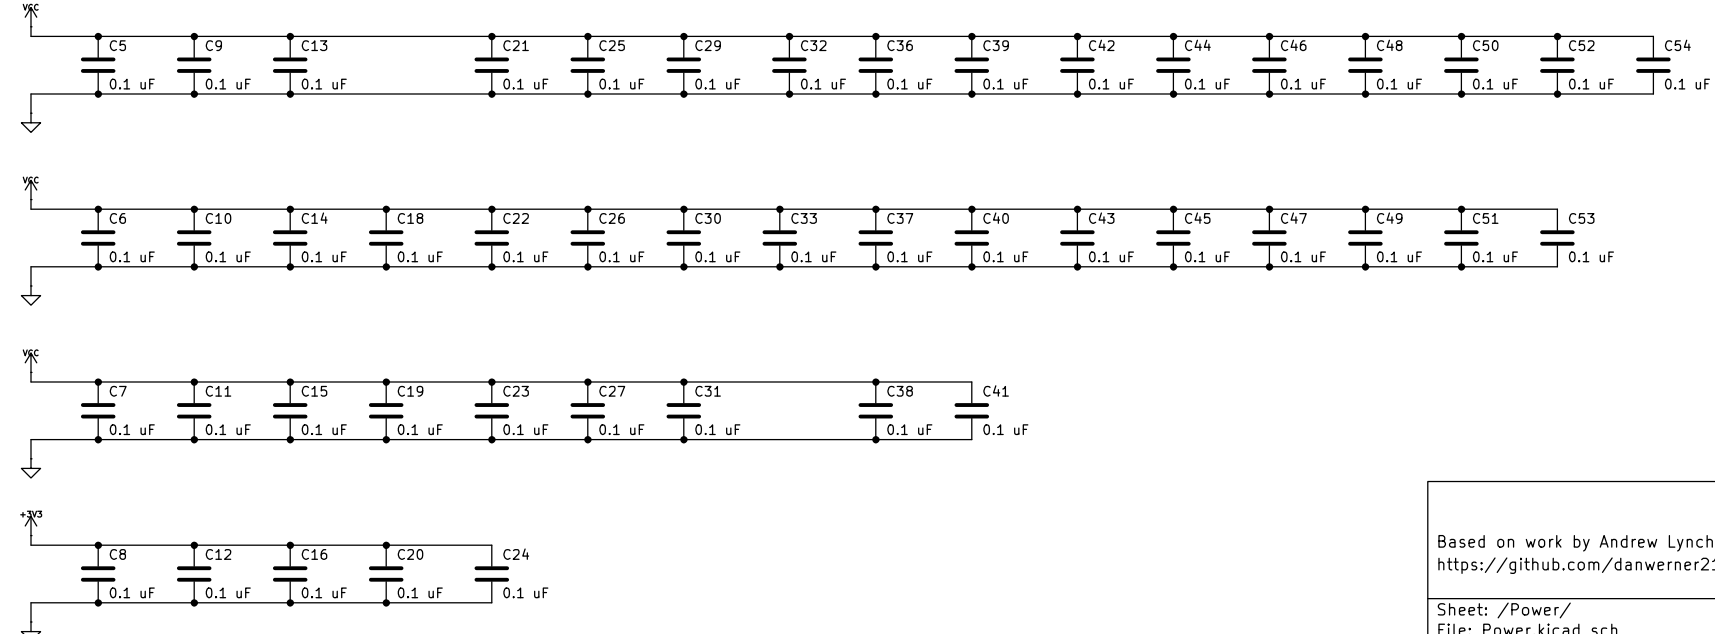 VCC
C5 C9 C13 C21 C25 C29 C32 C36 C39 C42 C44 C46 C48 C50 C52 C54
0.1 uF 0.1 uF 0.1 uF 0.1 uF 0.1 uF 0.1 uF 0.1 uF 0.1 uF 0.1 uF 0.1 uF 0.1 uF 0.1 uF 0.1 uF 0.1 uF 0.1 uF 0.1 uF
VCC
C6 C10 C14 C18 C22 C26 C30 C33 C37 C40 C43 C45 C47 C49 C51 C53
0.1 uF 0.1 uF 0.1 uF 0.1 uF 0.1 uF 0.1 uF 0.1 uF 0.1 uF 0.1 uF 0.1 uF 0.1 uF 0.1 uF 0.1 uF 0.1 uF 0.1 uF 0.1 uF
VCC
C7 C11 C15 C19 C23 C27 C31 C38 C41
0.1 uF 0.1 uF 0.1 uF 0.1 uF 0.1 uF 0.1 uF 0.1 uF 0.1 uF 0.1 uF
+3V3
C8 C12 C16 C20 C24
0.1 uF 0.1 uF 0.1 uF 0.1 uF 0.1 uF
Based on work by Andrew Lynch
https://github.com/danwerner21
Sheet: /Power/
File: Power.kicad_sch